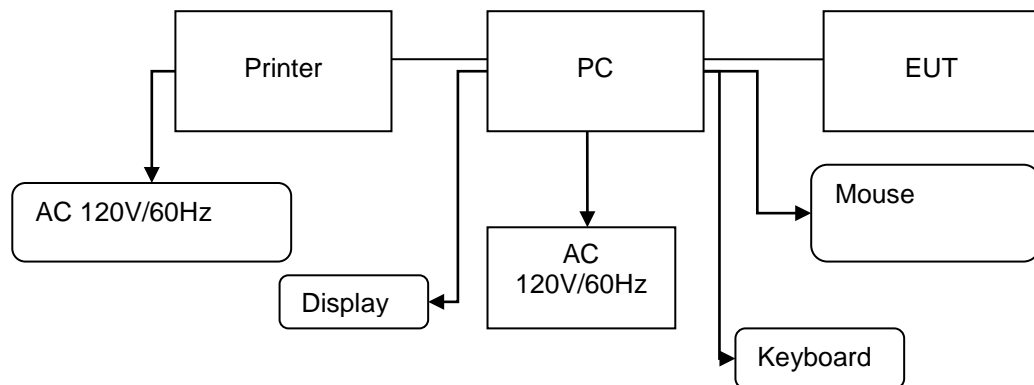 Printer
PC
EUT
AC 120V/60Hz
Mouse
AC
120V/60Hz
Display
Keyboard